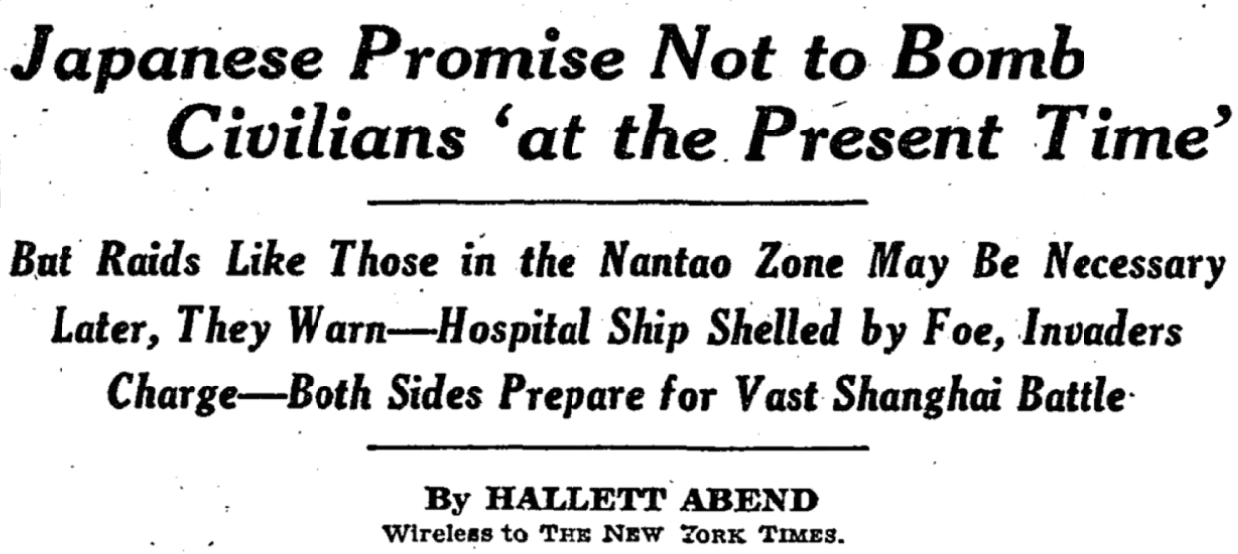 Japanese Promise Not to Bomb
Civilians ‘at the Present Time’
But Raids Like Those in the Nantao Zone May Be Necessary
Later, They Warn—Hospital Ship Shelled by Foe, Invaders
Charge—Both Sides Prepare for Vast Shanghai Battle
By HALLETT ABEND
Wireless to THE NEW YORK TIMES.